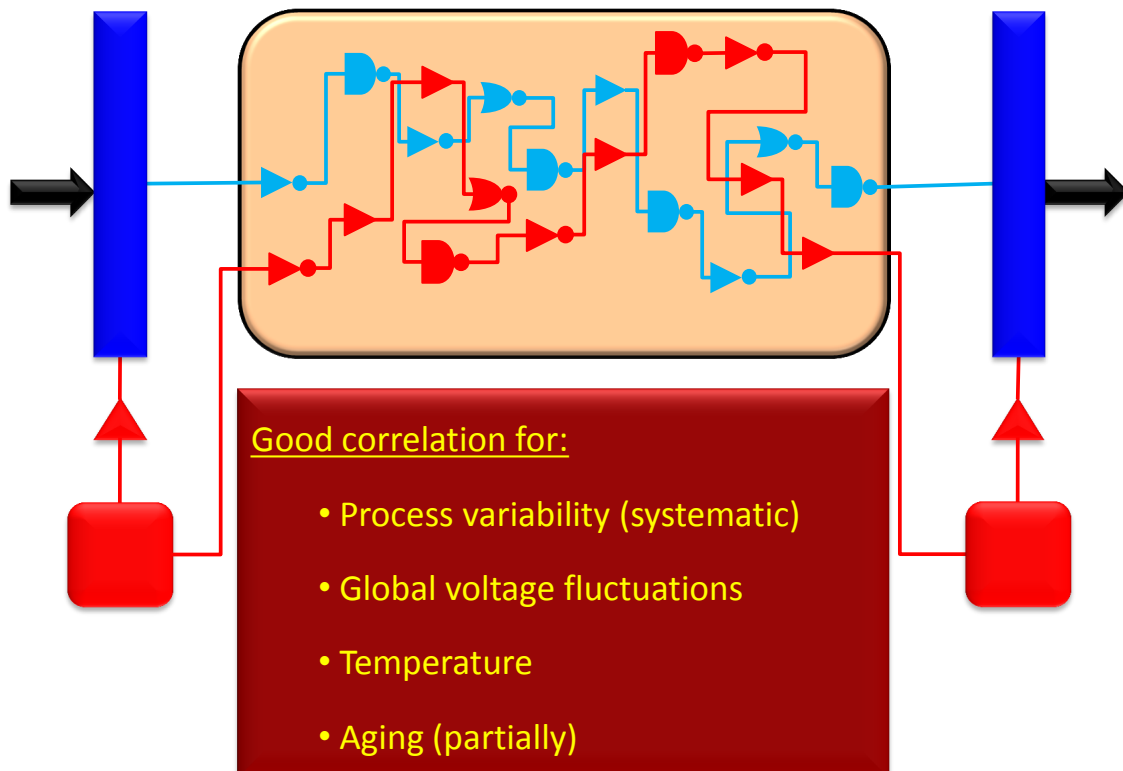 Good correlation for:
• Process variability (systematic)
• Global voltage fluctuations
• Temperature
• Aging (partially)